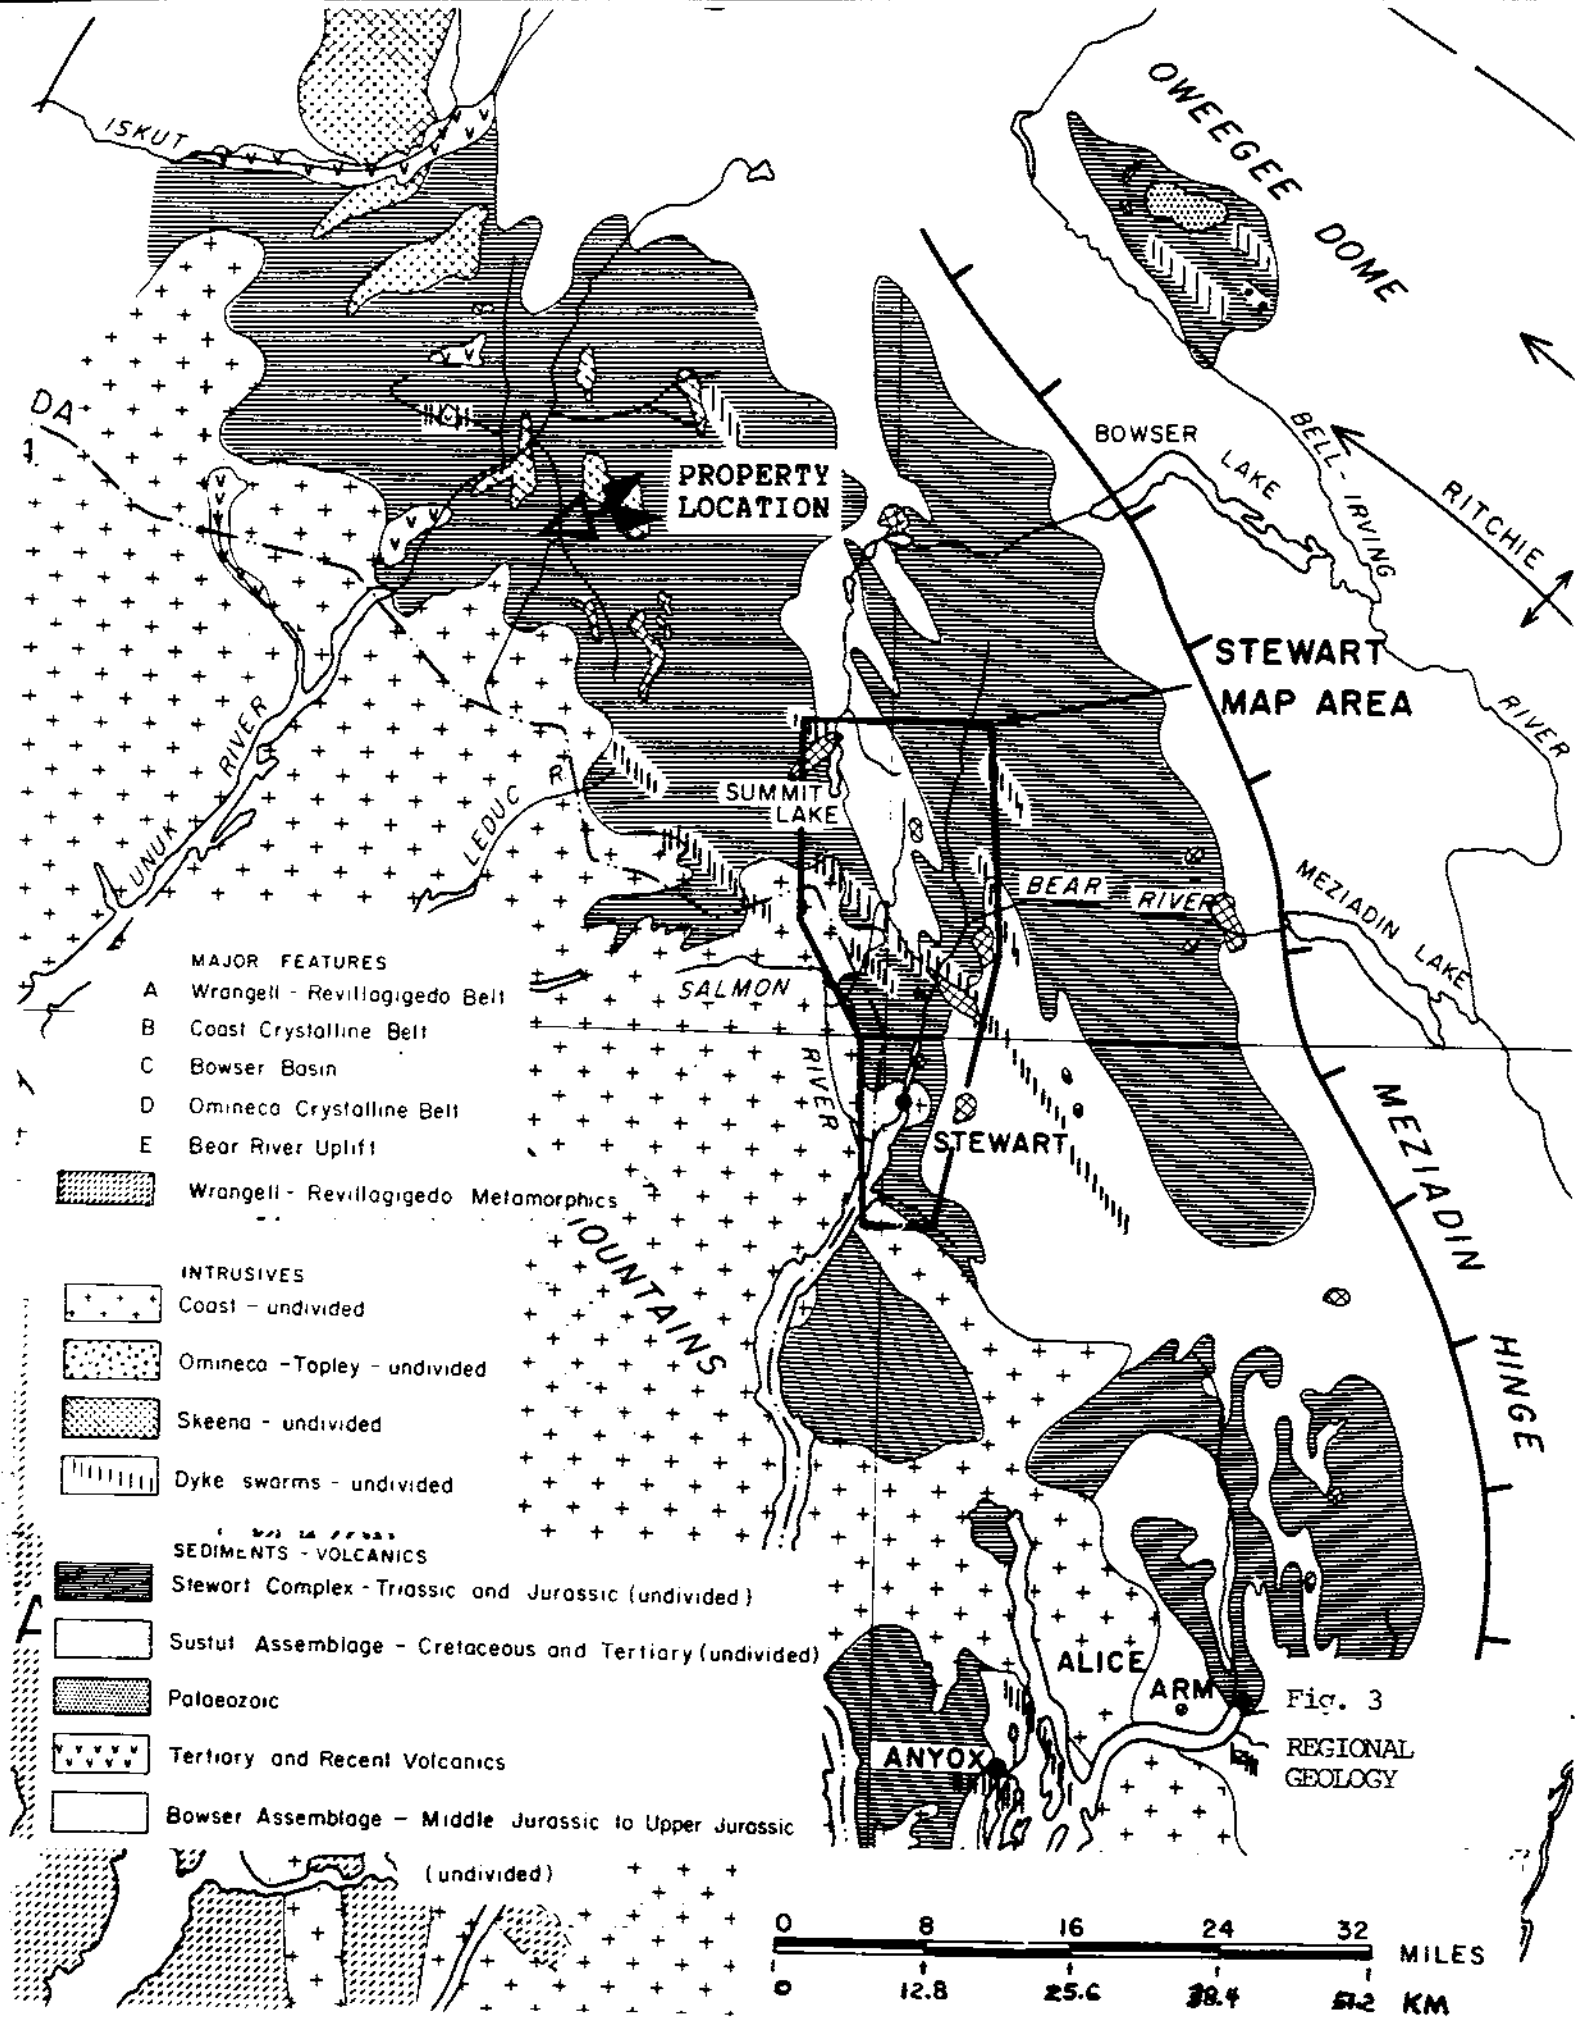 ISKUT
OWEEGEE DOME
DA
BOWSER
LAKE
BELL-IRVING
RIVER
RITCHIE
PROPERTY
LOCATION
STEWART
MAP AREA
UNUK RIVER
LEDUC R.
SUMMIT
LAKE
BEAR RIVER
MEZIADIN LAKE
SALMON
RIVER
STEWART
MEZIADIN HINGE
OUNTAINS
MAJOR FEATURES
A Wrangell - Revillagigedo Belt
B Coast Crystalline Belt
C Bowser Basin
D Omineca Crystalline Belt
E Bear River Uplift
Wrangell - Revillagigedo Metamorphics
INTRUSIVES
Coast - undivided
Omineca - Topley - undivided
Skeena - undivided
Dyke swarms - undivided
SEDIMENTS - VOLCANICS
Stewart Complex - Triassic and Jurassic (undivided)
Sustut Assemblage - Cretaceous and Tertiary (undivided)
Palaeozoic
Tertiary and Recent Volcanics
Bowser Assemblage - Middle Jurassic to Upper Jurassic
(undivided)
ALICE
ARM
ANYOX
Fig. 3
REGIONAL
GEOLOGY
0 8 16 24 32 MILES
0 12.8 25.6 38.4 51.2 KM